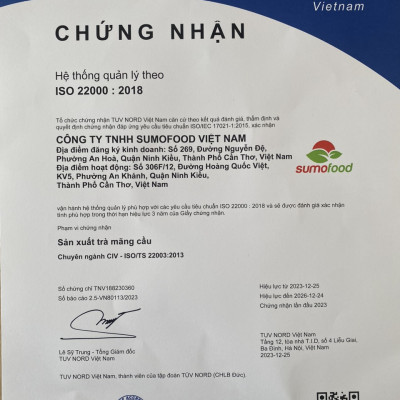 Vietnam
CHỨNG NHẬN
Hệ thống quản lý theo
ISO 22000 : 2018
Tổ chức chứng nhận TUV NORD Việt Nam căn cứ theo kết quả đánh giá, thẩm định và
quyết định chứng nhận đáp ứng yêu cầu tiêu chuẩn ISO/IEC 17021-1:2015, xác nhận
CÔNG TY TNHH SUMOFOOD VIỆT NAM
Địa điểm đăng ký kinh doanh: Số 269, Đường Nguyễn Đệ,
Phường An Hoà, Quận Ninh Kiều, Thành Phố Cần Thơ, Việt Nam
Địa điểm hoạt động: Số 306F/12, Đường Hoàng Quốc Việt,
KV5, Phường An Khánh, Quận Ninh Kiều,
Thành Phố Cần Thơ, Việt Nam
sumofood
vận hành hệ thống quản lý phù hợp với các yêu cầu tiêu chuẩn ISO 22000 : 2018 và sẽ được đánh giá xác nhận
tính phù hợp trong thời hạn hiệu lực 3 năm của Giấy chứng nhận.
Phạm vi chứng nhận
Sản xuất trà mãng cầu
Chuyên ngành CIV - ISO/TS 22003:2013
Số chứng chỉ TNV168230360
Số báo cáo 2.5-VN80113/2023
Hiệu lực từ 2023-12-25
Hiệu lực đến 2026-12-24
Chứng nhận lần đầu 2023
Lê Sỹ Trung - Tổng Giám đốc
TUV NORD Việt Nam
TUV NORD Việt Nam
Tầng 12, tòa nhà T.I.D, số 4 Liễu Giai,
Ba Đình, Hà Nội, Việt Nam
2023-12-25
TUV NORD Việt Nam, thành viên của tập đoàn TÜV NORD (CHLB Đức).